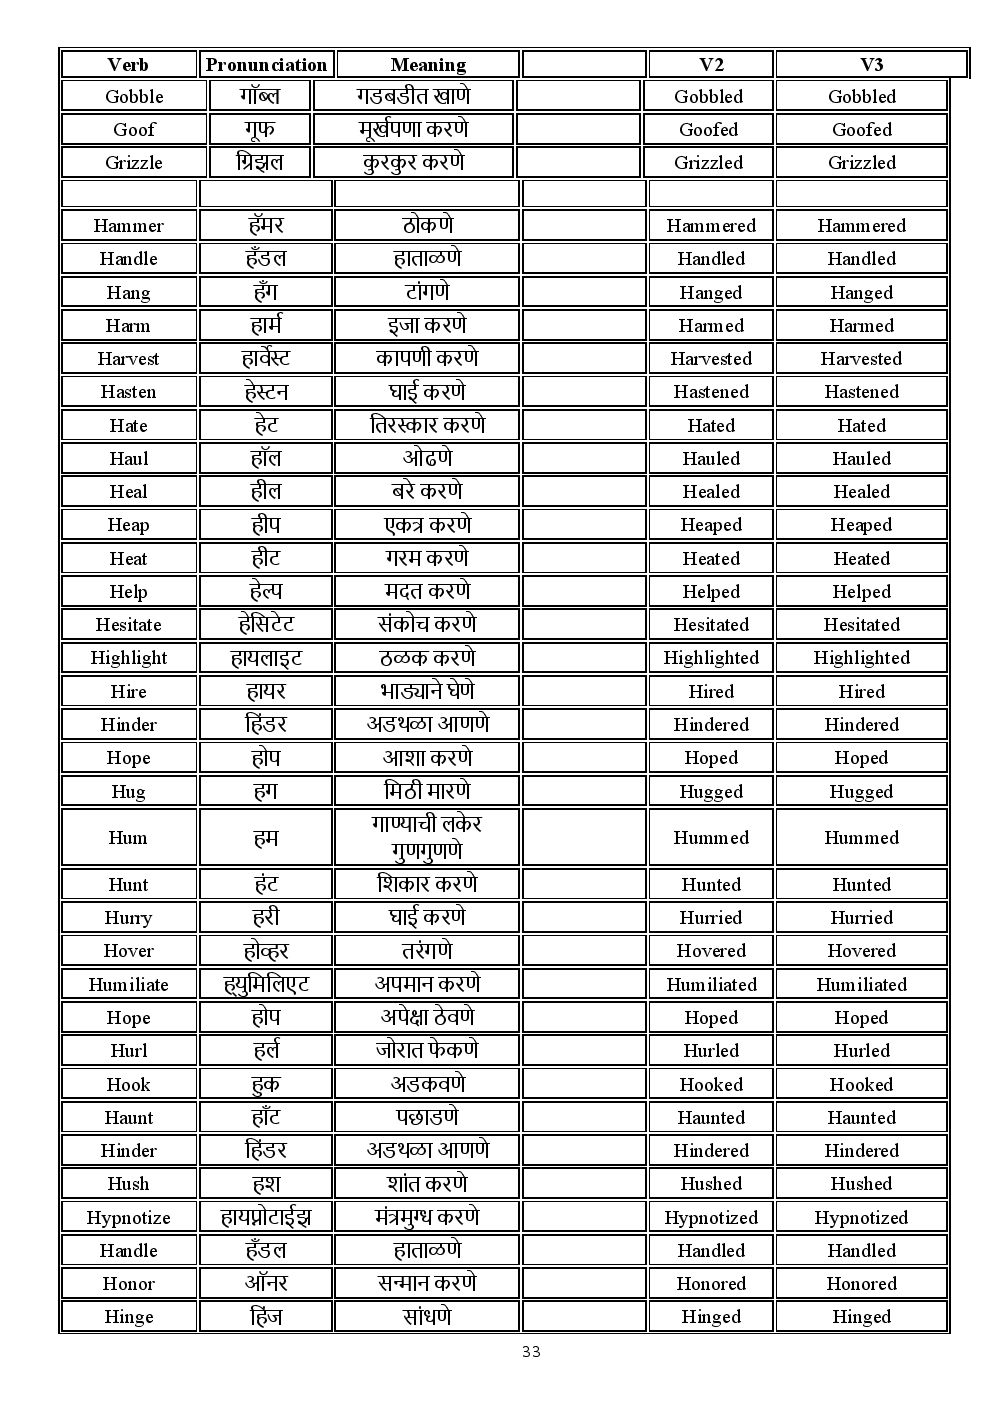 Verb Pronunciation Meaning V2 V3
Gobble गॉब्ल गडबडीत खाणे Gobbled Gobbled
Goof गूफ मूर्खपणा करणे Goofed Goofed
Grizzle ग्रिझल कुरकुर करणे Grizzled Grizzled
Hammer हॅमर ठोकणे Hammered Hammered
Handle हँडल हाताळणे Handled Handled
Hang हँग टांगणे Hanged Hanged
Harm हार्म इजा करणे Harmed Harmed
Harvest हार्वेस्ट कापणी करणे Harvested Harvested
Hasten हेस्टन घाई करणे Hastened Hastened
Hate हेट तिरस्कार करणे Hated Hated
Haul हॉल ओढणे Hauled Hauled
Heal हील बरे करणे Healed Healed
Heap हीप एकत्र करणे Heaped Heaped
Heat हीट गरम करणे Heated Heated
Help हेल्प मदत करणे Helped Helped
Hesitate हेसिटेट संकोच करणे Hesitated Hesitated
Highlight हायलाइट ठळक करणे Highlighted Highlighted
Hire हायर भाड्याने घेणे Hired Hired
Hinder हिंडर अडथळा आणणे Hindered Hindered
Hope होप आशा करणे Hoped Hoped
Hug हग मिठी मारणे Hugged Hugged
Hum हम गाण्याची लकेर Hummed Hummed
गुणगुणणे
Hunt हंट शिकार करणे Hunted Hunted
Hurry हरी घाई करणे Hurried Hurried
Hover होव्हर तरंगणे Hovered Hovered
Humiliate ह्युमिलिएट अपमान करणे Humiliated Humiliated
Hope होप अपेक्षा ठेवणे Hoped Hoped
Hurl हर्ल जोरात फेकणे Hurled Hurled
Hook हुक अडकवणे Hooked Hooked
Haunt हाँट पछाडणे Haunted Haunted
Hinder हिंडर अडथळा आणणे Hindered Hindered
Hush हश शांत करणे Hushed Hushed
Hypnotize हायप्नोटाईझ मंत्रमुग्ध करणे Hypnotized Hypnotized
Handle हँडल हाताळणे Handled Handled
Honor ऑनर सन्मान करणे Honored Honored
Hinge हिंज सांधणे Hinged Hinged
33